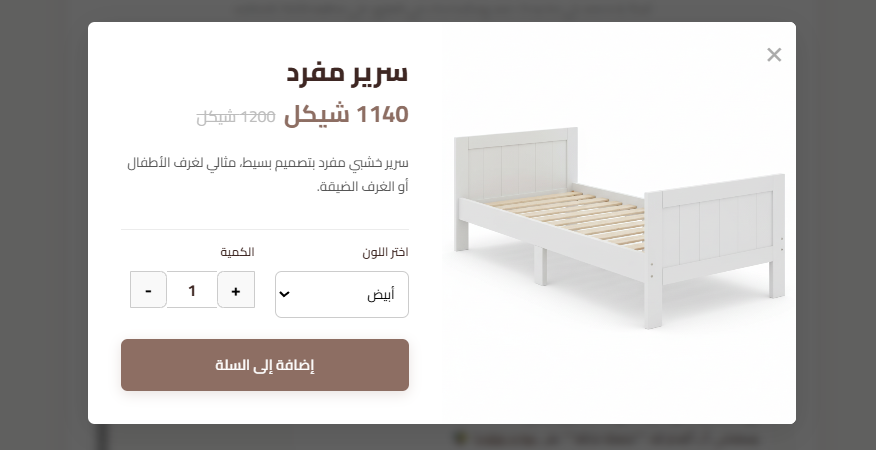 سرير مفرد
1140 شيكل 1200 شيكل
سرير خشبي مفرد بتصميم بسيط، مثالي لغرف الأطفال
أو الغرف الضيقة.
اختر اللون
أبيض
الكمية
+ 1 -
إضافة إلى السلة